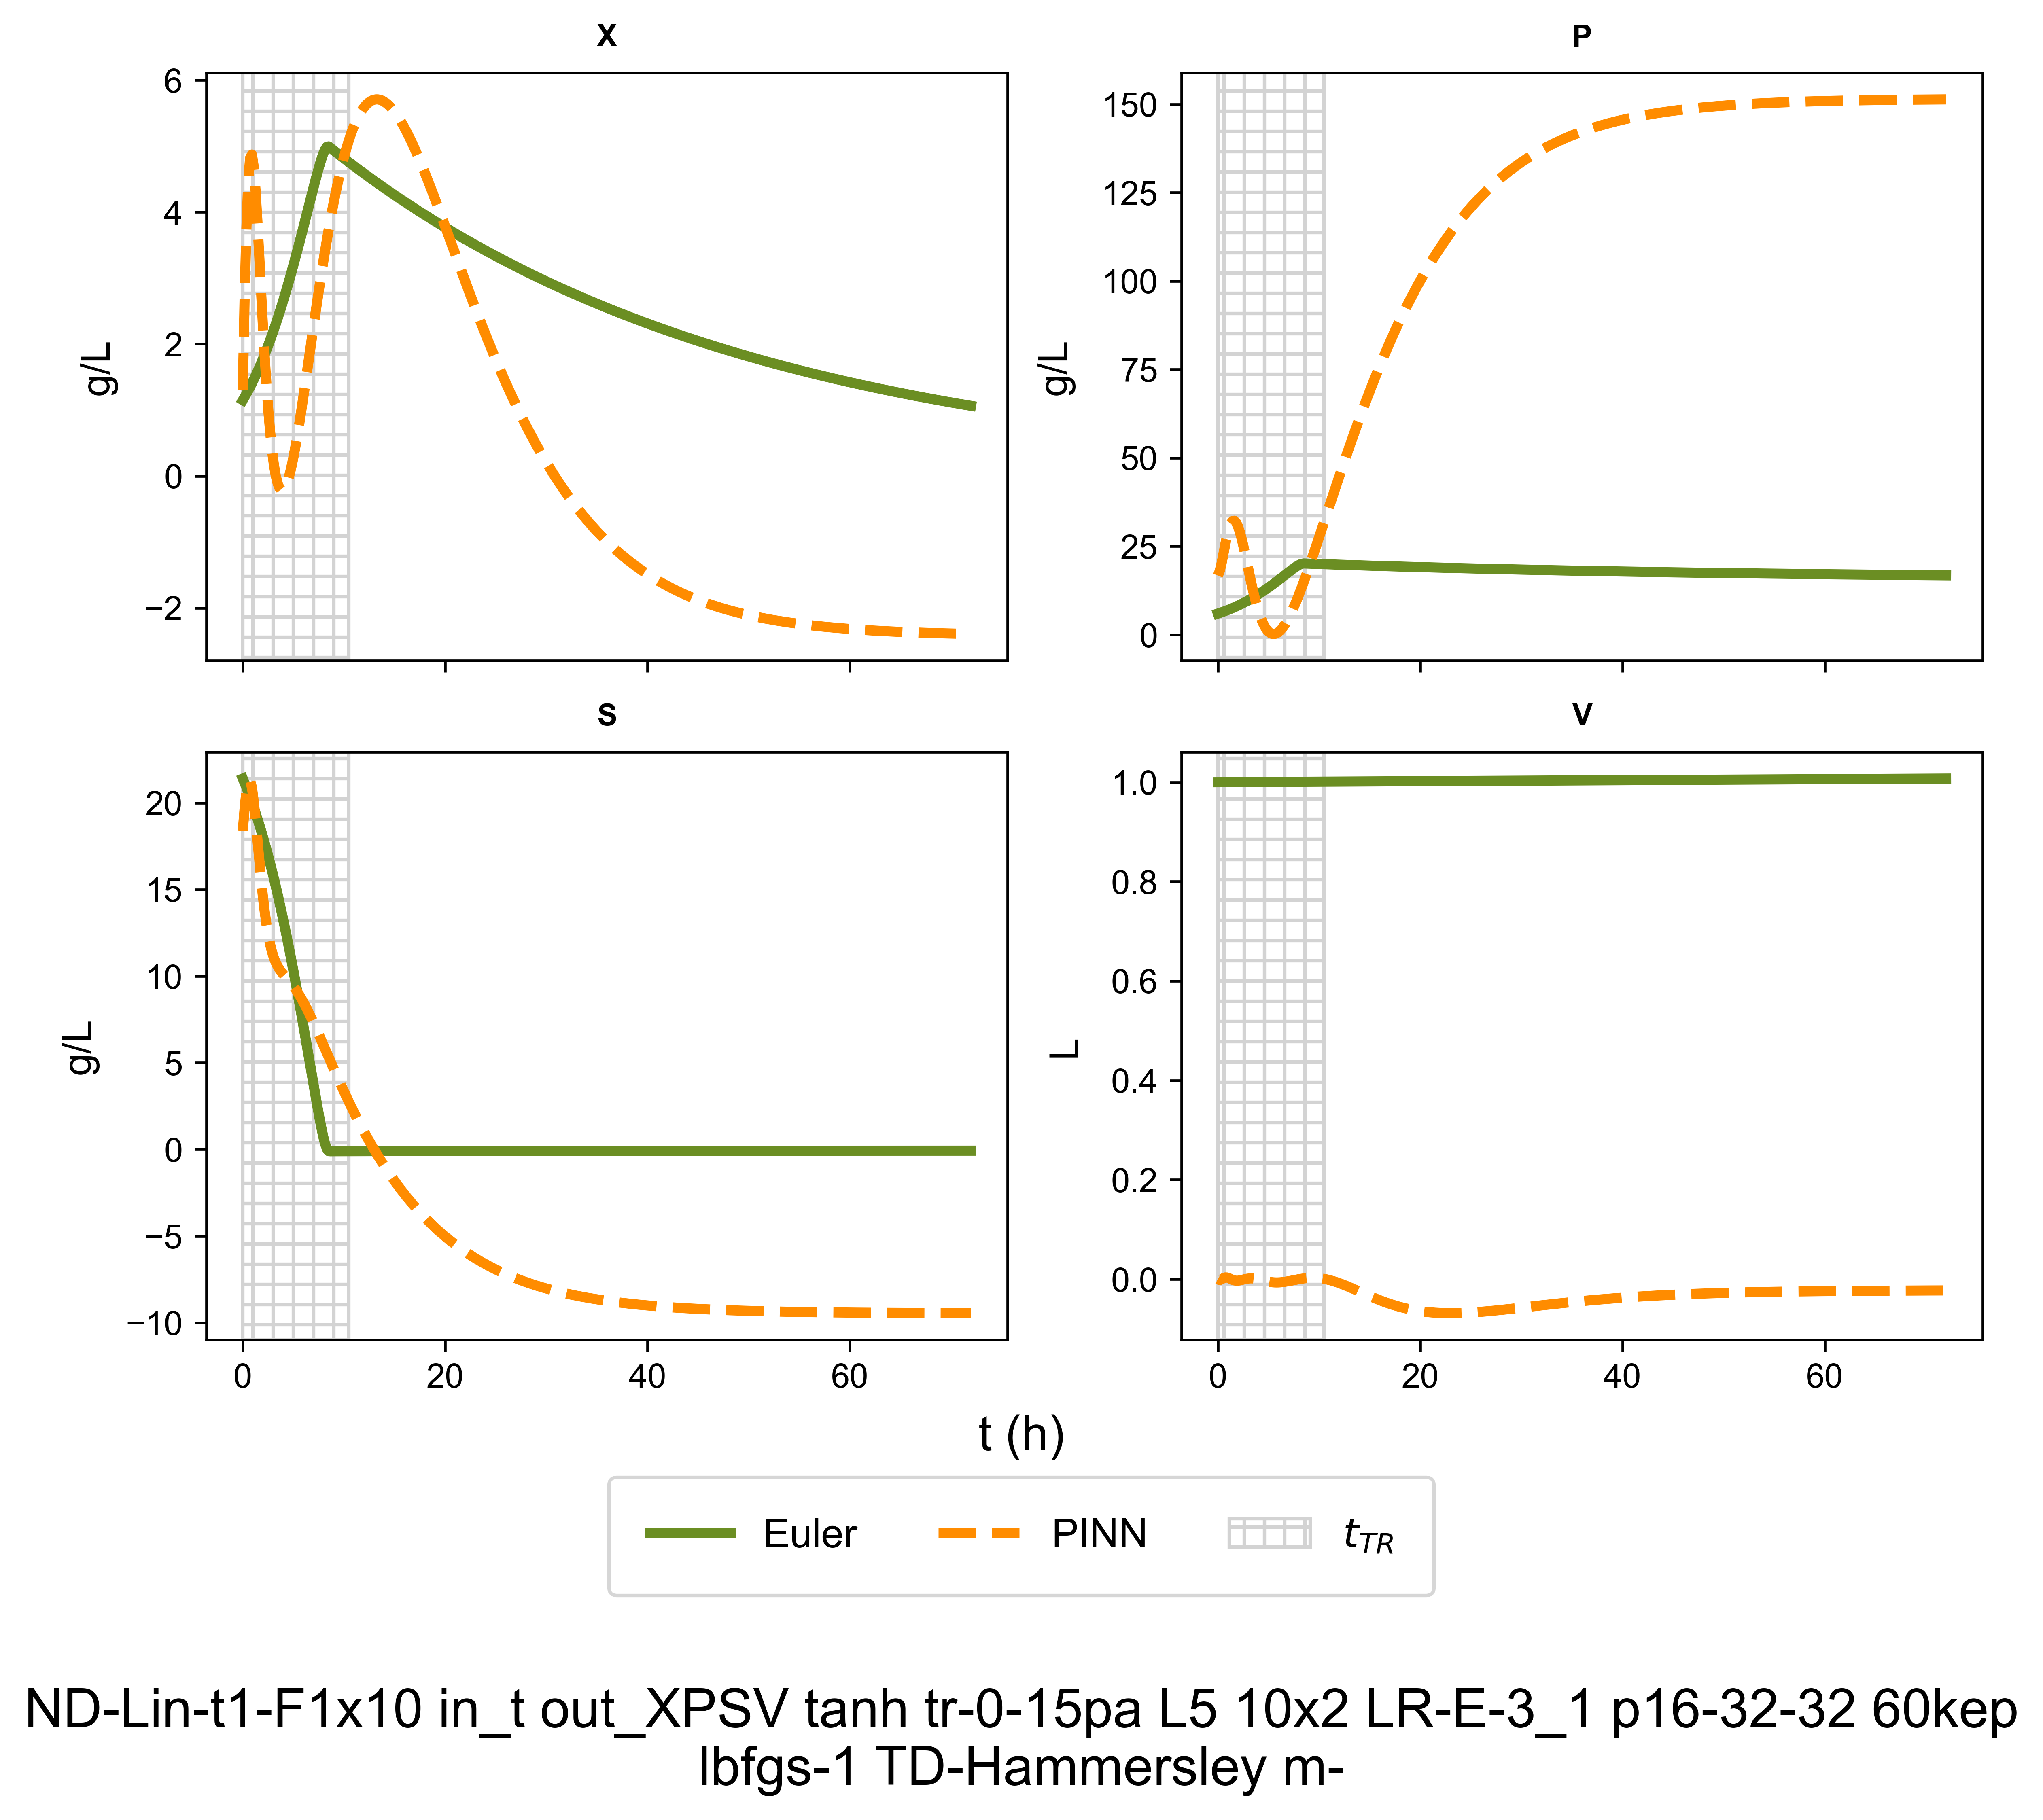 X
P
6
4
2
0
−2
g/L
150
125
100
75
50
25
0
g/L
S
V
20
15
10
5
0
−5
−10
g/L
1.0
0.8
0.6
0.4
0.2
0.0
L
0 20 40 60
0 20 40 60
t (h)
Euler PINN t_TR
ND-Lin-t1-F1x10 in_t out_XPSV tanh tr-0-15pa L5 10x2 LR-E-3_1 p16-32-32 60kep
lbfgs-1 TD-Hammersley m-